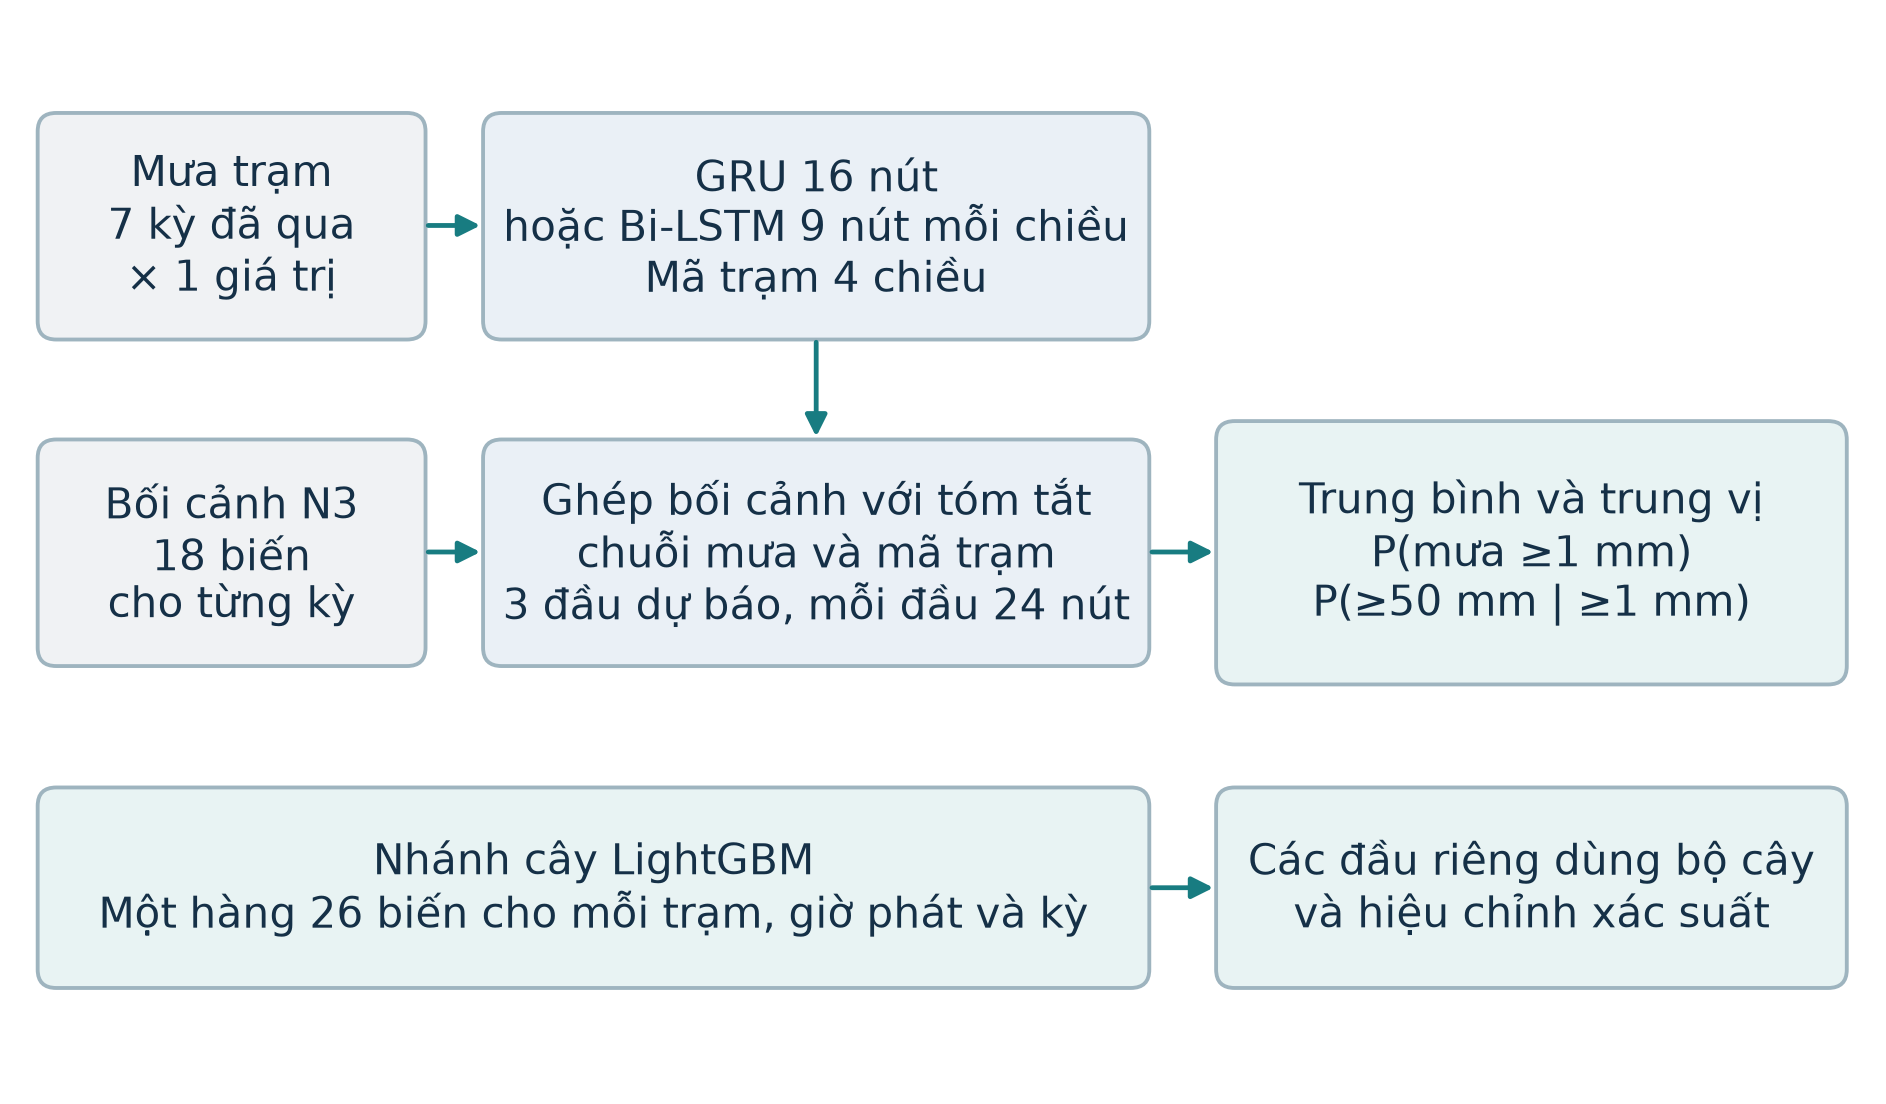 Mưa trạm
7 kỳ đã qua
× 1 giá trị
GRU 16 nút
hoặc Bi-LSTM 9 nút mỗi chiều
Mã trạm 4 chiều
Bối cảnh N3
18 biến
cho từng kỳ
Ghép bối cảnh với tóm tắt
chuỗi mưa và mã trạm
3 đầu dự báo, mỗi đầu 24 nút
Trung bình và trung vị
P(mưa ≥1 mm)
P(≥50 mm | ≥1 mm)
Nhánh cây LightGBM
Một hàng 26 biến cho mỗi trạm, giờ phát và kỳ
Các đầu riêng dùng bộ cây
và hiệu chỉnh xác suất